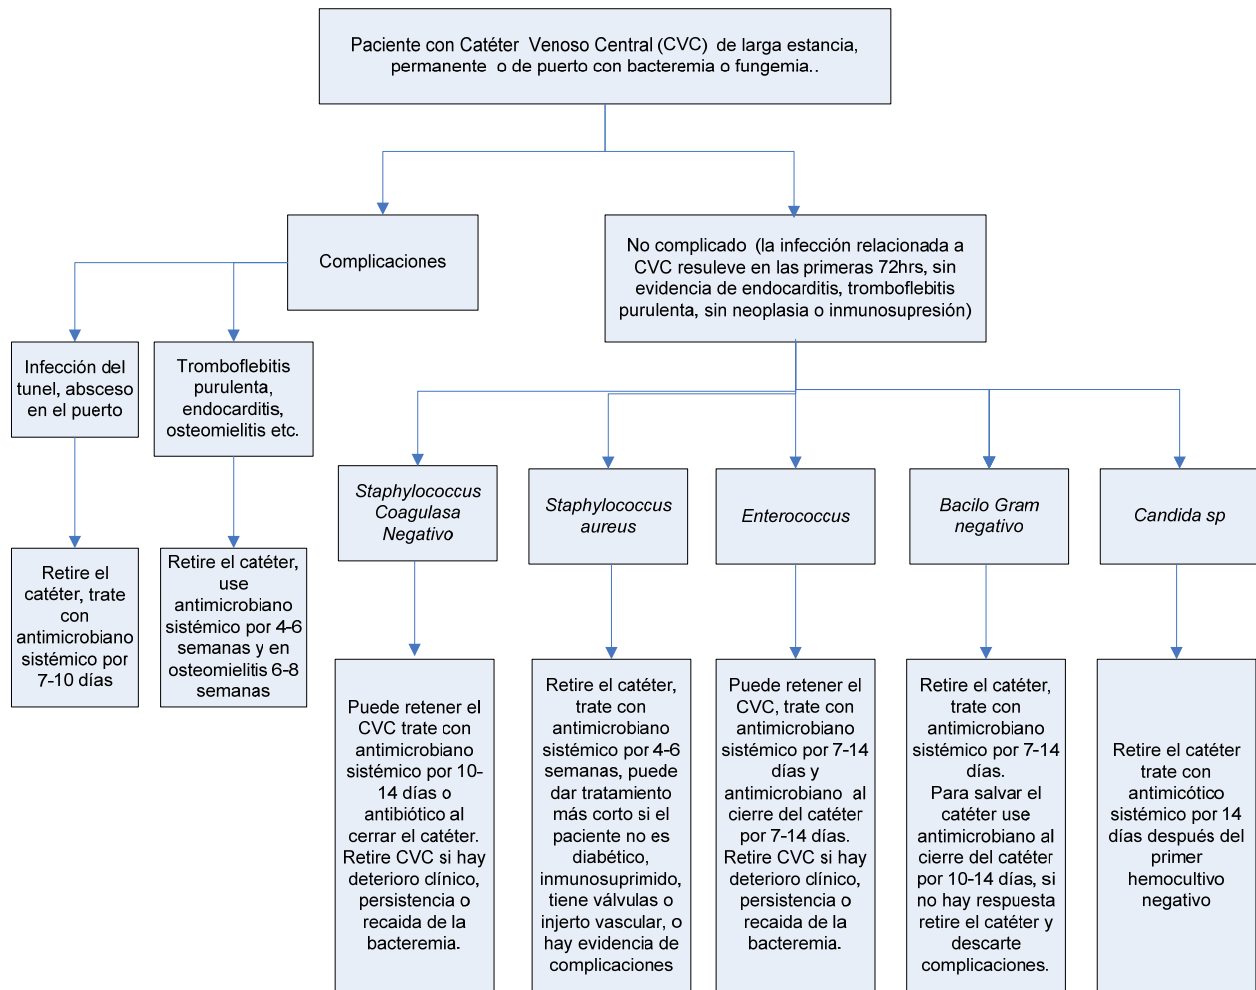 Paciente con Catéter Venoso Central (CVC) de larga estancia,
permanente o de puerto con bacteremia o fungemia..
Complicaciones
No complicado (la infección relacionada a
CVC resuleve en las primeras 72hrs, sin
evidencia de endocarditis, tromboflebitis
purulenta, sin neoplasia o inmunosupresión)
Infección del
tunel, absceso
en el puerto
Tromboflebitis
purulenta,
endocarditis,
osteomielitis etc.
Staphylococcus
Coagulasa
Negativo
Staphylococcus
aureus
Enterococcus
Bacilo Gram
negativo
Candida sp
Retire el
catéter, trate
con
antimicrobiano
sistémico por
7-10 días
Retire el catéter,
use
antimicrobiano
sistémico por 4-6
semanas y en
osteomielitis 6-8
semanas
Puede retener el
CVC trate con
antimicrobiano
sistémico por 10-
14 días o
antibiótico al
cerrar el catéter.
Retire CVC si hay
deterioro clínico,
persistencia o
recaida de la
bacteremia.
Retire el catéter,
trate con
antimicrobiano
sistémico por 4-6
semanas, puede
dar tratamiento
más corto si el
paciente no es
diabético,
inmunosuprimido,
tiene válvulas o
injerto vascular, o
hay evidencia de
complicaciones
Puede retener el
CVC, trate con
antimicrobiano
sistémico por 7-14
días y
antimicrobiano al
cierre del catéter
por 7-14 días.
Retire CVC si hay
deterioro clínico,
persistencia o
recaida de la
bacteremia.
Retire el catéter,
trate con
antimicrobiano
sistémico por 7-14
días.
Para salvar el
catéter use
antimicrobiano al
cierre del catéter
por 10-14 días, si
no hay respuesta
retire el catéter y
descarte
complicaciones.
Retire el catéter
trate con
antimicótico
sistémico por 14
días después del
primer
hemocultivo
negativo